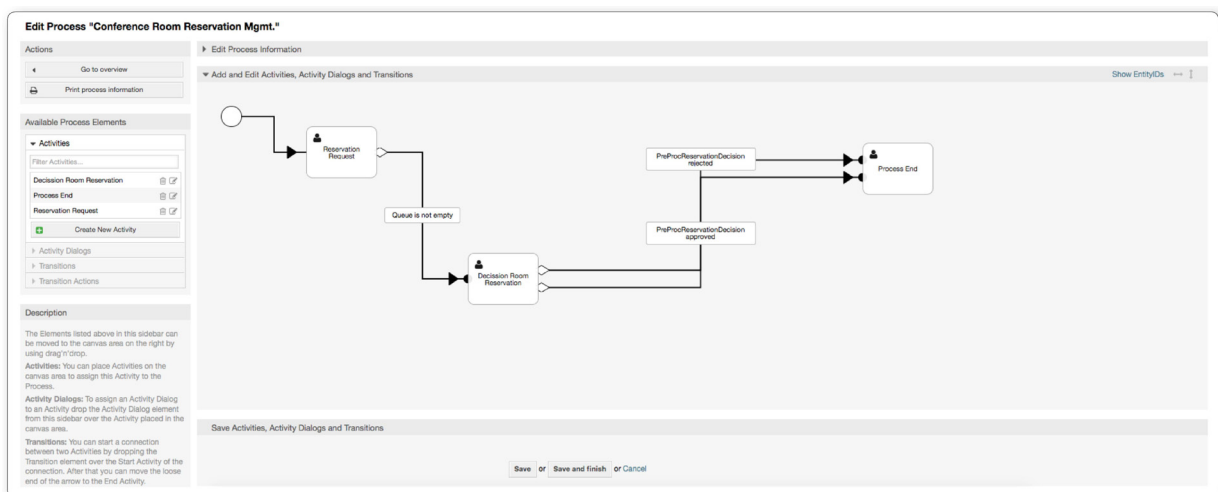 Edit Process "Conference Room Reservation Mgmt."
Actions
Go to overview
Print process information
Available Process Elements
Activities
Filter Activities...
Decission Room Reservation
Process End
Reservation Request
Create New Activity
Activity Dialogs
Transitions
Transition Actions
Description
The Elements listed above in this sidebar can
be moved to the canvas area on the right by
using drag'n'drop.
Activities: You can place Activities on the
canvas area to assign this Activity to the
Process.
Activity Dialogs: To assign an Activity Dialog
to an Activity drop the Activity Dialog element
from this sidebar over the Activity placed in the
canvas area.
Transitions: You can start a connection
between two Activities by dropping the
Transition element over the Start Activity of the
connection. After that you can move the loose
end of the arrow to the End Activity.
Edit Process Information
Add and Edit Activities, Activity Dialogs and Transitions
Show EntityIDs
Reservation
Request
Queue is not empty
Decission Room
Reservation
PreProcReservationDecision
rejected
PreProcReservationDecision
approved
Process End
Save Activities, Activity Dialogs and Transitions
Save or Save and finish or Cancel